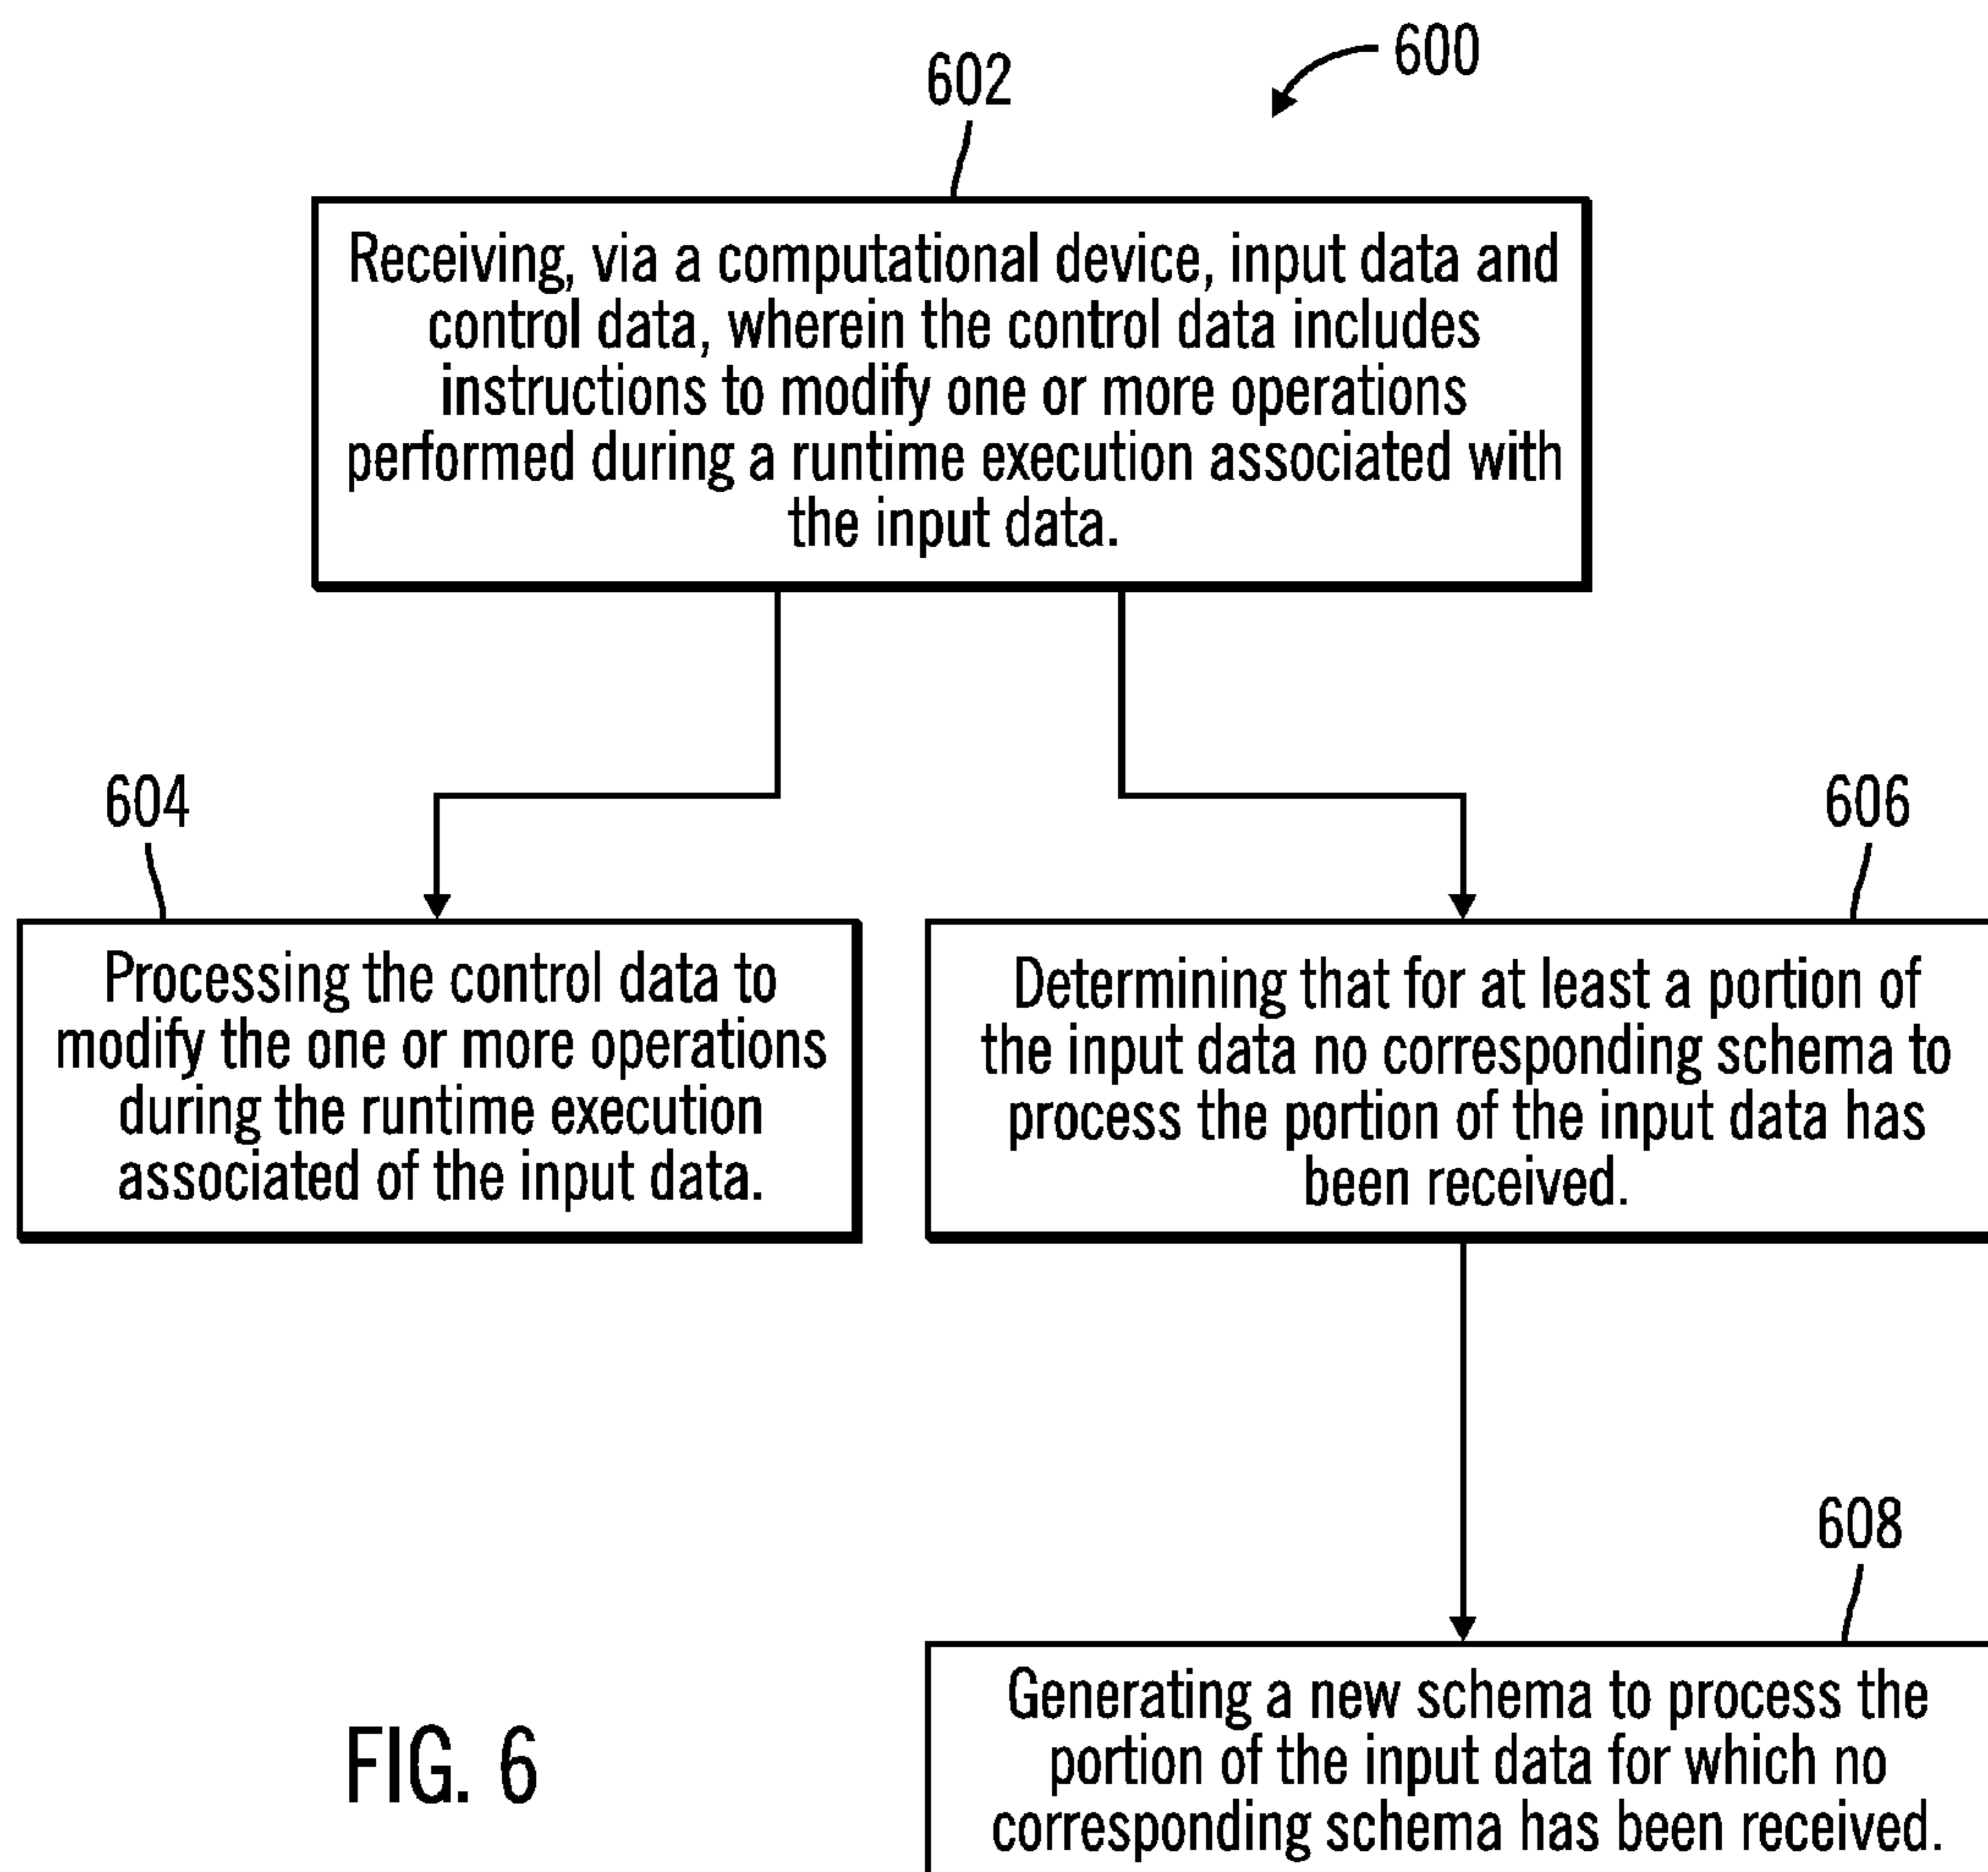 600
602
Receiving, via a computational device, input data and
control data, wherein the control data includes
instructions to modify one or more operations
performed during a runtime execution associated with
the input data.
604
Processing the control data to
modify the one or more operations
during the runtime execution
associated of the input data.
606
Determining that for at least a portion of
the input data no corresponding schema to
process the portion of the input data has
been received.
608
Generating a new schema to process the
portion of the input data for which no
corresponding schema has been received.
FIG. 6